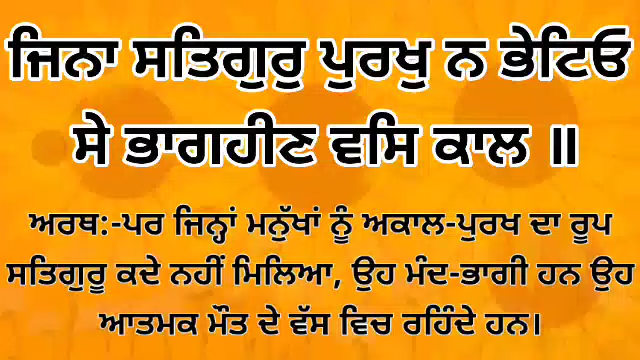 ਜਿਨਾ ਸਤਿਗੁਰੁ ਪੁਰਖੁ ਨ ਭੇਟਿਓ
ਸੇ ਭਾਗਹੀਣ ਵਸਿ ਕਾਲ ॥
ਅਰਥ:-ਪਰ ਜਿਨ੍ਹਾਂ ਮਨੁੱਖਾਂ ਨੂੰ ਅਕਾਲ-ਪੁਰਖ ਦਾ ਰੂਪ
ਸਤਿਗੁਰੂ ਕਦੇ ਨਹੀਂ ਮਿਲਿਆ, ਉਹ ਮੰਦ-ਭਾਗੀ ਹਨ ਉਹ
ਆਤਮਕ ਮੌਤ ਦੇ ਵੱਸ ਵਿਚ ਰਹਿੰਦੇ ਹਨ।